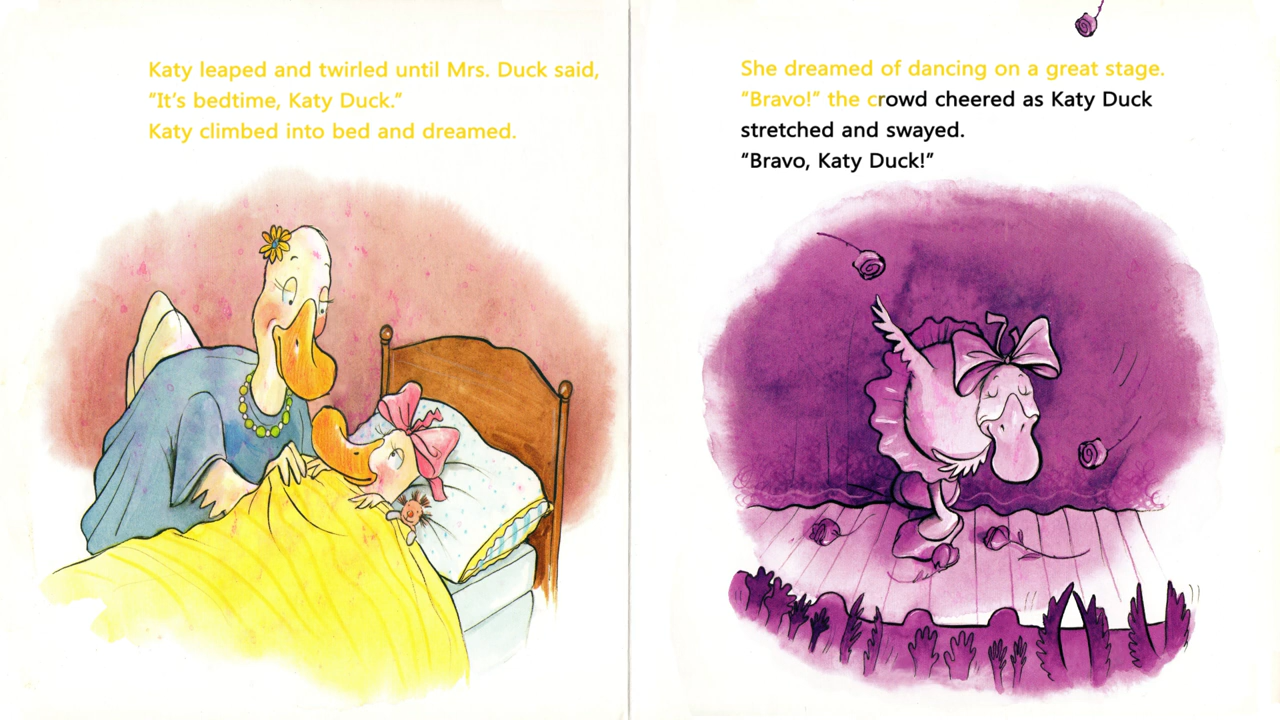 Katy leaped and twirled until Mrs. Duck said,
“It’s bedtime, Katy Duck.”
Katy climbed into bed and dreamed.
She dreamed of dancing on a great stage.
“Bravo!” the crowd cheered as Katy Duck
stretched and swayed.
“Bravo, Katy Duck!”